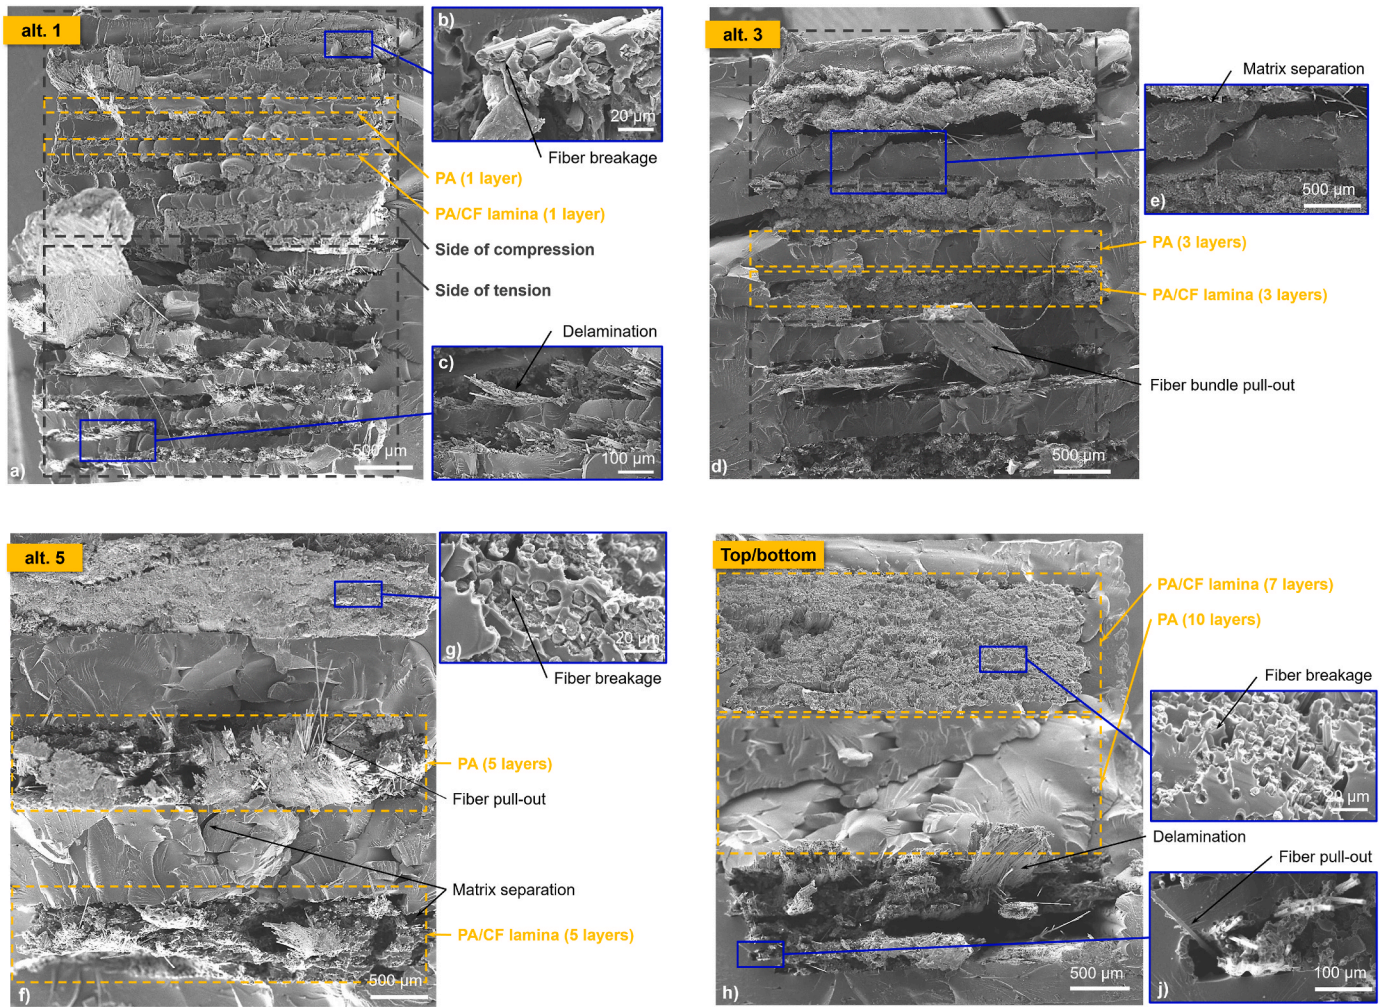 alt. 1
b)
20 µm
Fiber breakage
PA (1 layer)
PA/CF lamina (1 layer)
Side of compression
Side of tension
Delamination
c)
100 µm
500 µm
a)
alt. 3
Matrix separation
500 µm
e)
PA (3 layers)
PA/CF lamina (3 layers)
Fiber bundle pull-out
500 µm
d)
alt. 5
g)
20 µm
Fiber breakage
PA (5 layers)
Fiber pull-out
Matrix separation
PA/CF lamina (5 layers)
500 µm
f)
Top/bottom
PA/CF lamina (7 layers)
PA (10 layers)
Fiber breakage
20 µm
Delamination
Fiber pull-out
500 µm
h)
100 µm
j)